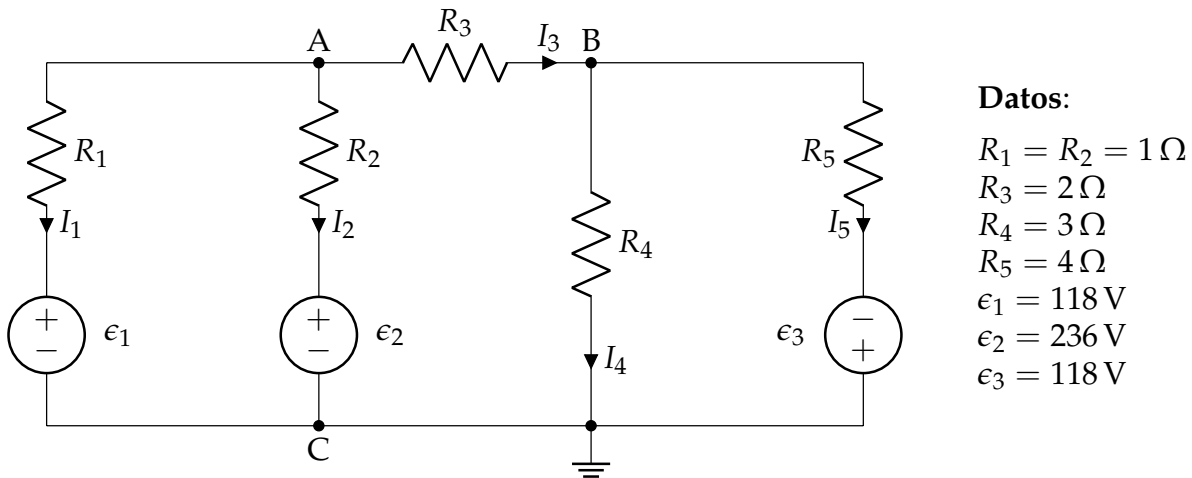 R₃
A
I₃
B
R₁
R₂
R₅
I₁
I₂
R₄
I₅
+
−
ϵ₁
+
−
ϵ₂
ϵ₃
−
+
I₄
C
Datos:
R₁ = R₂ = 1 Ω
R₃ = 2 Ω
R₄ = 3 Ω
R₅ = 4 Ω
ϵ₁ = 118 V
ϵ₂ = 236 V
ϵ₃ = 118 V